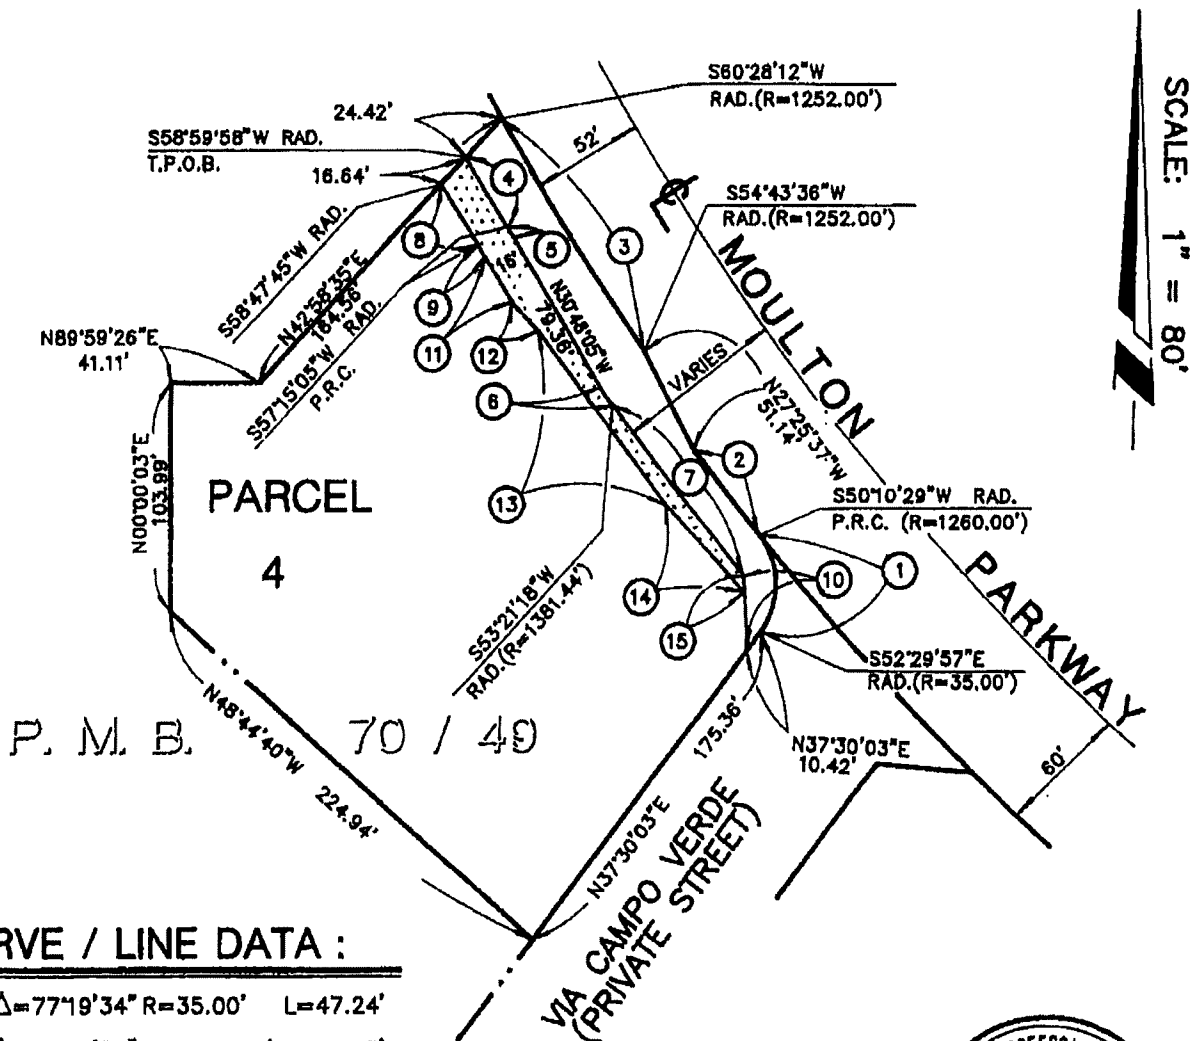 S60°28'12"W
RAD.(R=1252.00')
24.42'
S58°59'58"W RAD.
T.P.O.B.
16.64'
52'
4
S54°43'36"W
RAD.(R=1252.00')
8
5
3
℄
MOULTON
PARKWAY
SCALE: 1" = 80'
S58°47'45"W RAD.
N42°58'35"E
164.56'
S57°15'05"W RAD.
P.R.C.
9
16'
N30°48'05"W
79.36'
11
12
6
VARIES
N89°59'26"E
41.11'
N27°25'37"W
51.14'
2
7
N00°00'03"E
103.99'
PARCEL
4
13
S50°10'29"W RAD.
P.R.C. (R=1260.00')
S53°21'18"W
RAD.(R=1381.44')
14
15
10
1
S52°29'57"E
RAD.(R=35.00')
N48°44'40"W
224.94'
P. M. B. 70 / 49
175.36'
N37°30'03"E
N37°30'03"E
10.42'
60'
VIA CAMPO VERDE
(PRIVATE STREET)
RVE / LINE DATA :
Δ=77°19'34" R=35.00' L=47.24'